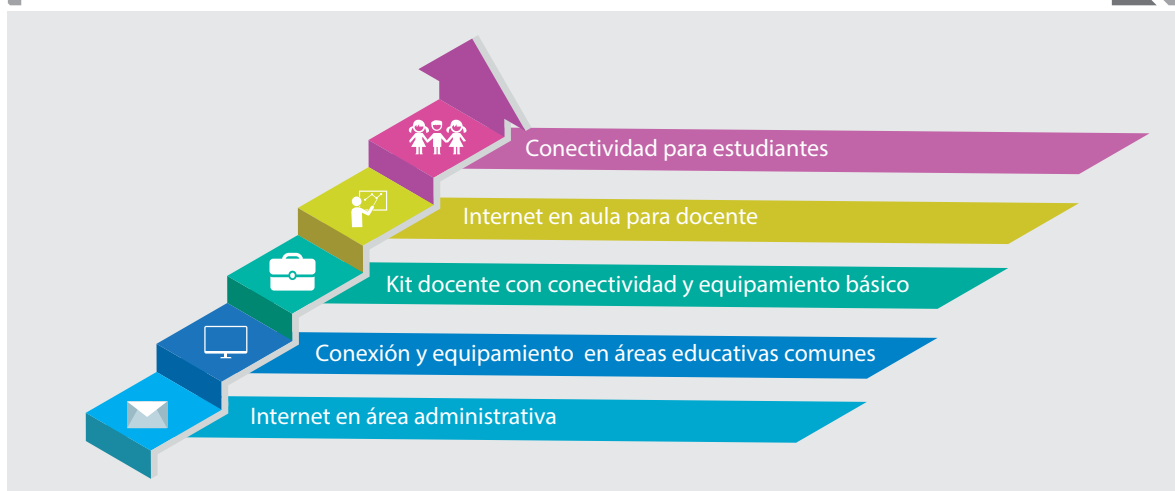 Conectividad para estudiantes
Internet en aula para docente
Kit docente con conectividad y equipamiento básico
Conexión y equipamiento  en áreas educativas comunes
Internet en área administrativa